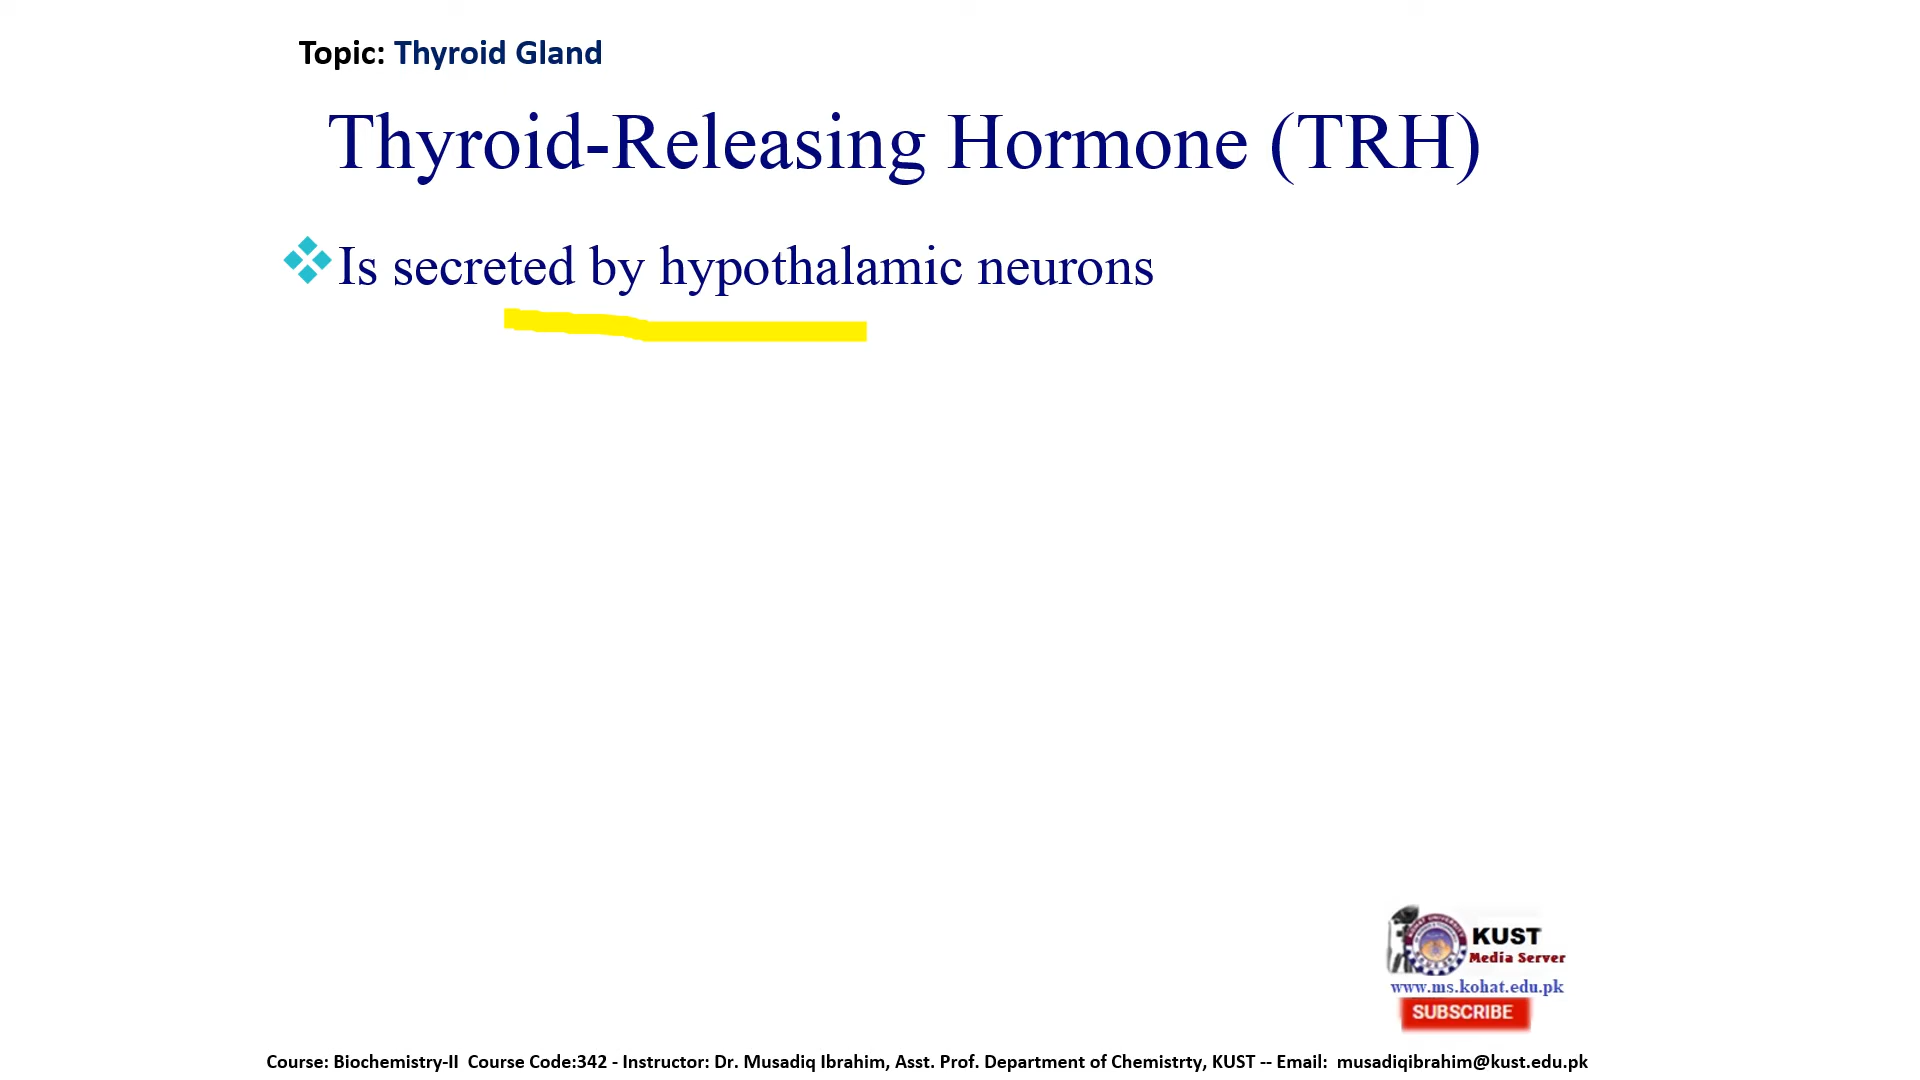 Topic: Thyroid Gland
Thyroid-Releasing Hormone (TRH)
Is secreted by hypothalamic neurons
KUST
Media Server
www.ms.kohat.edu.pk
SUBSCRIBE
Course: Biochemistry-II Course Code:342 - Instructor: Dr. Musadiq Ibrahim, Asst. Prof. Department of Chemistrty, KUST -- Email: musadiqibrahim@kust.edu.pk